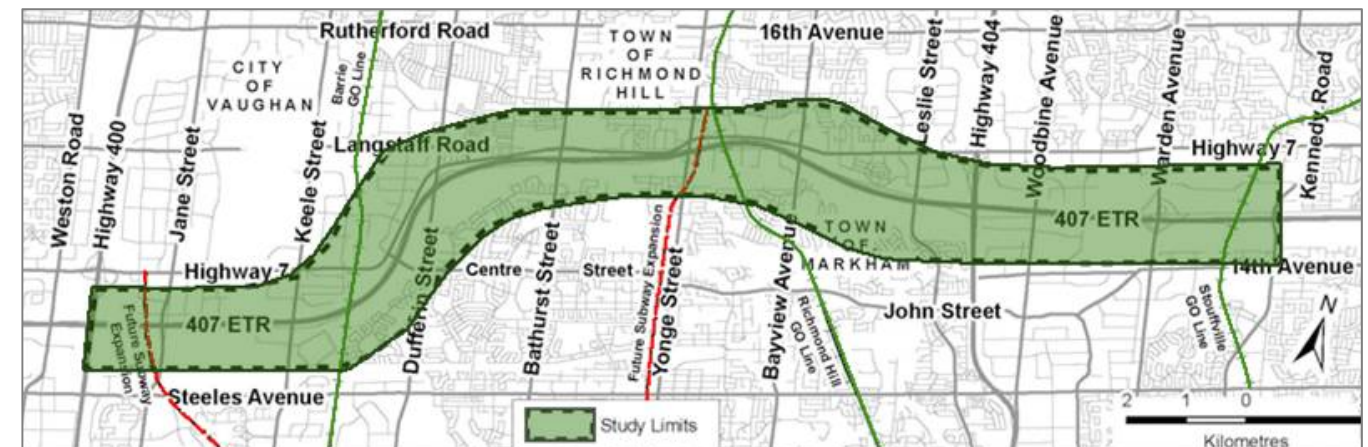 Rutherford Road
16th Avenue
TOWN
OF
RICHMOND
HILL
CITY
OF
VAUGHAN
Barrie
GO Line
Weston Road
Highway 400
Jane Street
Keele Street
Langstaff Road
Leslie Street
Highway 404
Woodbine Avenue
Warden Avenue
Highway 7
Kennedy Road
Highway 7
407 ETR
Future Subway
Expansion
Steeles Avenue
Dufferin Street
Centre Street
Bathurst Street
Future Subway Expansion
Yonge Street
Bayview Avenue
TOWN
OF
MARKHAM
407 ETR
14th Avenue
John Street
Richmond Hill
GO Line
Stouffville
GO Line
N
2 1 0
Kilometres
Study Limits